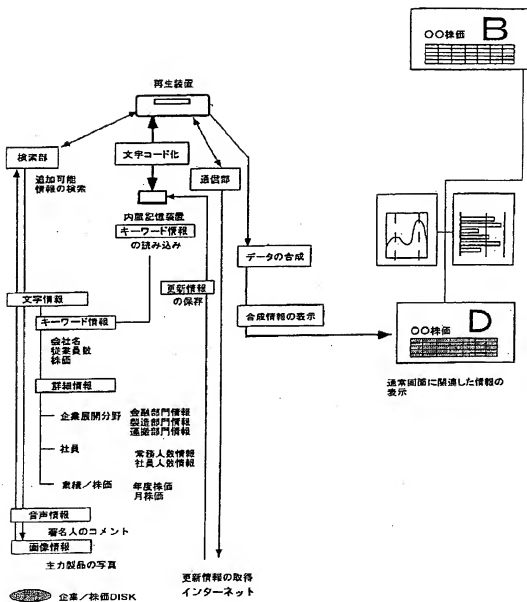 ○○株価 B
再生装置
検索部
文字コード化
通信部
追加可能
情報の検索
内蔵記憶装置
キーワード情報
の読み込み
データの合成
更新情報
の保存
文字情報
キーワード情報
合成情報の表示
○○株価 D
会社名
従業員数
株価
通常画面に関連した情報の
表示
詳細情報
企業展開分野
金融部門情報
製造部門情報
運搬部門情報
社員
常務人数情報
社員人数情報
業績／株価
年度株価
月株価
音声情報
著名人のコメント
画像情報
主力製品の写真
更新情報の取得
インターネット
企業／株価DISK